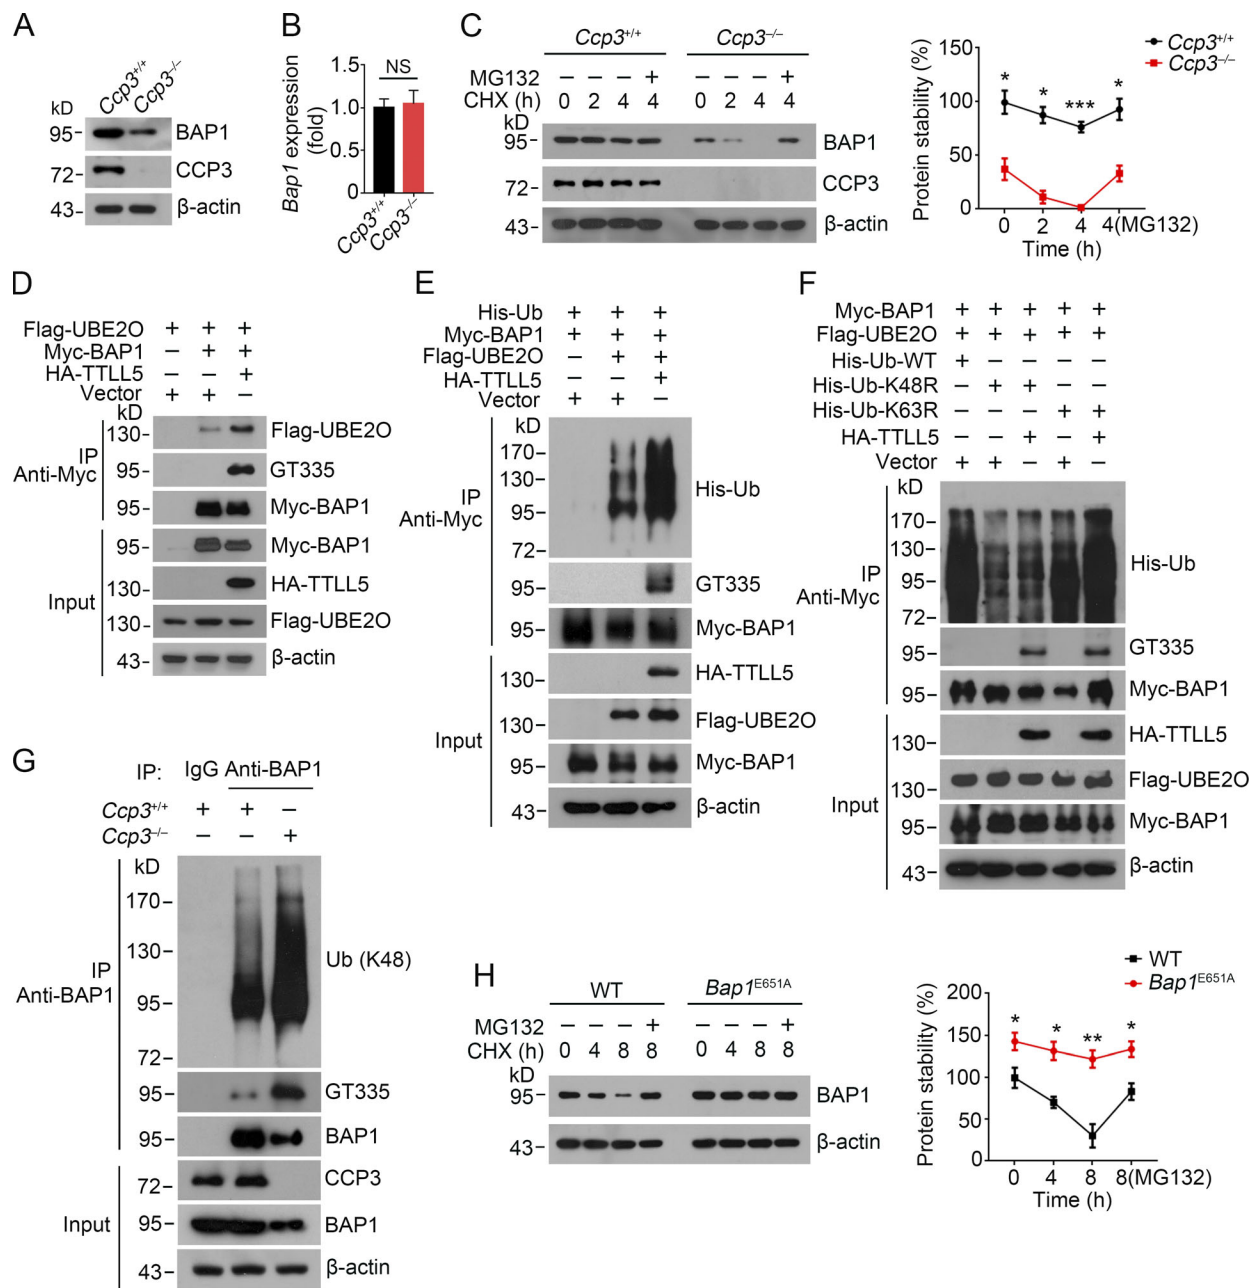 A
Ccp3+/+
Ccp3–/–
kD
95
BAP1
72
CCP3
43
β-actin
B
Bap1 expression
(fold)
1.5
1.0
0.5
0
NS
Ccp3+/+
Ccp3–/–
C
Ccp3+/+ Ccp3–/–
MG132 – – – + – – – +
CHX (h) 0 2 4 4 0 2 4 4
kD
95 BAP1
72 CCP3
43 β-actin
Ccp3+/+
Ccp3–/–
Protein stability (%)
100
50
0
* * *** *
0 2 4 4(MG132)
Time (h)
D
Flag-UBE2O + + +
Myc-BAP1 – + +
HA-TTLL5 – – +
Vector + + –
kD
IP
Anti-Myc
130 Flag-UBE2O
95 GT335
95 Myc-BAP1
Input
95 Myc-BAP1
130 HA-TTLL5
130 Flag-UBE2O
43 β-actin
E
His-Ub + + +
Myc-BAP1 + + +
Flag-UBE2O – + +
HA-TTLL5 – – +
Vector + + –
kD
IP
Anti-Myc
170
130
95
72
His-Ub
95 GT335
95 Myc-BAP1
Input
130 HA-TTLL5
130 Flag-UBE2O
95 Myc-BAP1
43 β-actin
F
Myc-BAP1 + + + + +
Flag-UBE2O + + + + +
His-Ub-WT + – – – –
His-Ub-K48R – + + – –
His-Ub-K63R – – – + +
HA-TTLL5 – – + – +
Vector + + – + –
kD
IP
Anti-Myc
170
130
95
72
His-Ub
95 GT335
95 Myc-BAP1
Input
130 HA-TTLL5
130 Flag-UBE2O
95 Myc-BAP1
43 β-actin
G
IP: IgG Anti-BAP1
Ccp3+/+ + + –
Ccp3–/– – – +
kD
IP
Anti-BAP1
170
130
95
72
Ub (K48)
95 GT335
95 BAP1
Input
72 CCP3
95 BAP1
43 β-actin
H
WT Bap1E651A
MG132 – – – + – – – +
CHX (h) 0 4 8 8 0 4 8 8
kD
95 BAP1
43 β-actin
WT
Bap1E651A
Protein stability (%)
200
150
100
50
0
* * ** *
0 4 8 8(MG132)
Time (h)